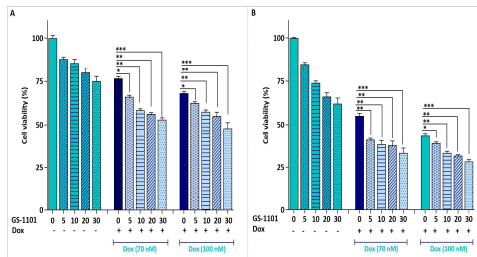 A
Cell viability (%)
100
75
50
25
0
***
**
**
*
***
**
**
*
GS-1101 0 5 10 20 30 0 5 10 20 30 0 5 10 20 30
Dox - - - - - + + + + + + + + + +
Dox (70 nM) Dox (100 nM)
B
Cell viability (%)
100
75
50
25
0
***
**
**
**
***
**
**
*
GS-1101 0 5 10 20 30 0 5 10 20 30 0 5 10 20 30
Dox - - - - - + + + + + + + + + +
Dox (70 nM) Dox (100 nM)